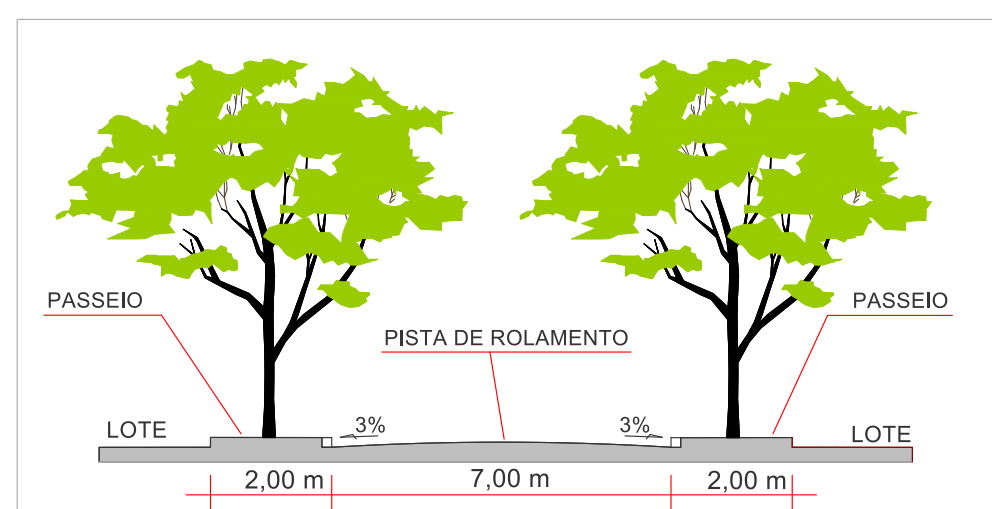 PASSEIO
PASSEIO
PISTA DE ROLAMENTO
LOTE
3%
3%
LOTE
2,00 m
7,00 m
2,00 m